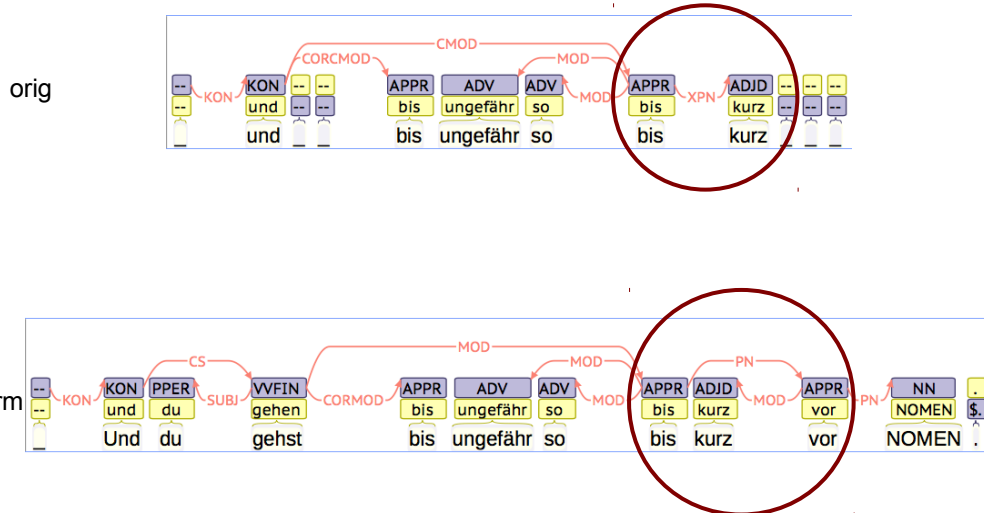 CMOD
CORCMOD MOD
orig -- KON KON -- -- APPR ADV ADV MOD APPR XPN ADJD -- -- --
-- und -- -- bis ungefähr so bis kurz -- -- --
_ und _ _ bis ungefähr so bis kurz _ _ _
MOD
CS MOD PN
-- KON KON PPER SUBJ VVFIN CORMOD APPR ADV ADV MOD APPR ADJD MOD APPR PN NN .
rm -- und du gehen bis ungefähr so bis kurz vor NOMEN $.
_ Und du gehst bis ungefähr so bis kurz vor NOMEN .